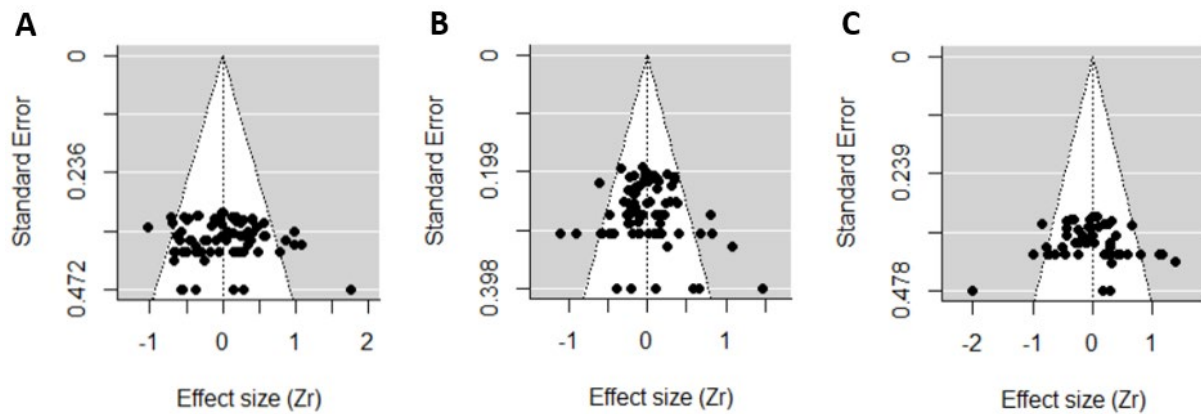 A
0
0.236
0.472
Standard Error
-1 0 1 2
Effect size (Zr)
B
0
0.199
0.398
Standard Error
-1 0 1
Effect size (Zr)
C
0
0.239
0.478
Standard Error
-2 -1 0 1
Effect size (Zr)